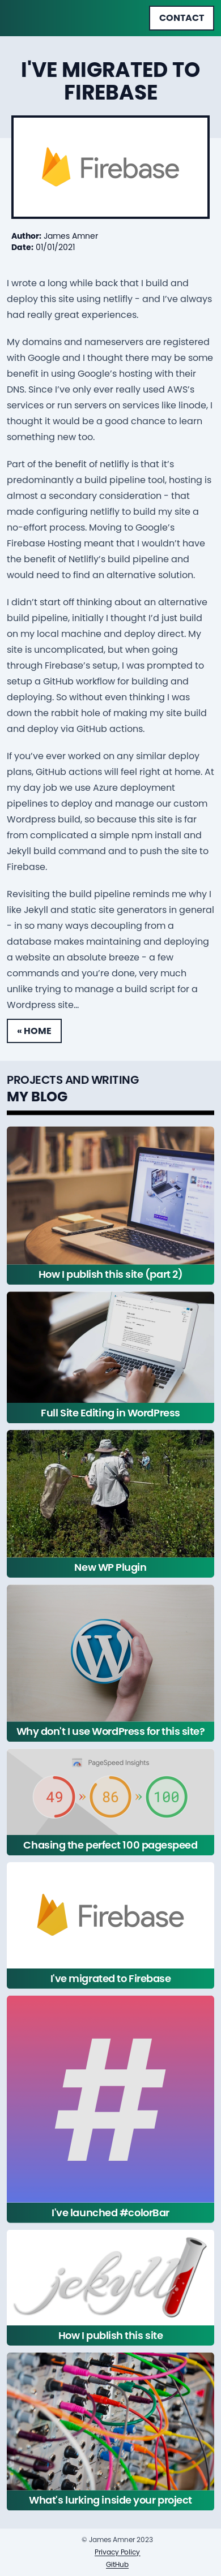 CONTACT
I'VE MIGRATED TO
FIREBASE
Firebase
Author: James Amner
Date: 01/01/2021
I wrote a long while back that I build and
deploy this site using netlifly - and I've always
had really great experiences.
My domains and nameservers are registered
with Google and I thought there may be some
benefit in using Google's hosting with their
DNS. Since I've only ever really used AWS's
services or run servers on services like linode, I
thought it would be a good chance to learn
something new too.
Part of the benefit of netlifly is that it's
predominantly a build pipeline tool, hosting is
almost a secondary consideration - that
made configuring netlify to build my site a
no-effort process. Moving to Google's
Firebase Hosting meant that I wouldn't have
the benefit of Netlifly's build pipeline and
would need to find an alternative solution.
I didn't start off thinking about an alternative
build pipeline, initially I thought I'd just build
on my local machine and deploy direct. My
site is uncomplicated, but when going
through Firebase's setup, I was prompted to
setup a GitHub workflow for building and
deploying. So without even thinking I was
down the rabbit hole of making my site build
and deploy via GitHub actions.
If you've ever worked on any similar deploy
plans, GitHub actions will feel right at home. At
my day job we use Azure deployment
pipelines to deploy and manage our custom
Wordpress build, so because this site is far
from complicated a simple npm install and
Jekyll build command and to push the site to
Firebase.
Revisiting the build pipeline reminds me why I
like Jekyll and static site generators in general
- in so many ways decoupling from a
database makes maintaining and deploying
a website an absolute breeze - a few
commands and you're done, very much
unlike trying to manage a build script for a
Wordpress site...
« HOME
PROJECTS AND WRITING
MY BLOG
How I publish this site (part 2)
Full Site Editing in WordPress
New WP Plugin
Why don't I use WordPress for this site?
PageSpeed Insights
49 » 86 » 100
Chasing the perfect 100 pagespeed
Firebase
I've migrated to Firebase
#
I've launched #colorBar
jekyll
How I publish this site
What's lurking inside your project
© James Amner 2023
Privacy Policy
GitHub